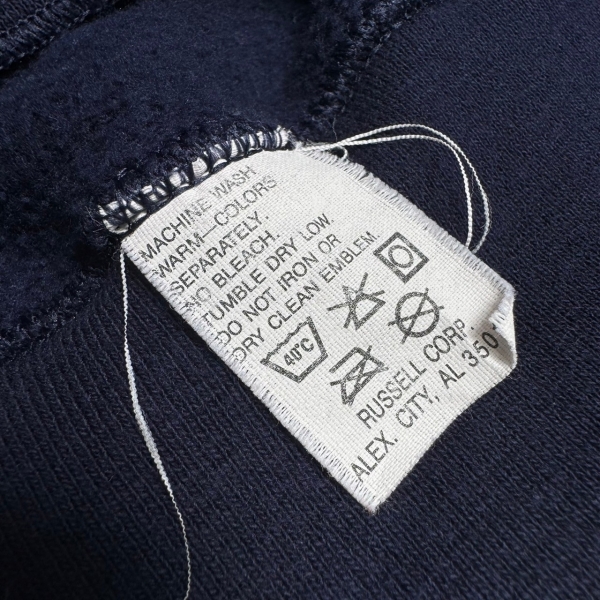 MACHINE WASH
WARM—COLORS
SEPARATELY.
NO BLEACH.
TUMBLE DRY LOW.
DO NOT IRON OR
DRY CLEAN EMBLEM.
40°C
RUSSELL CORP.
ALEX. CITY, AL 350